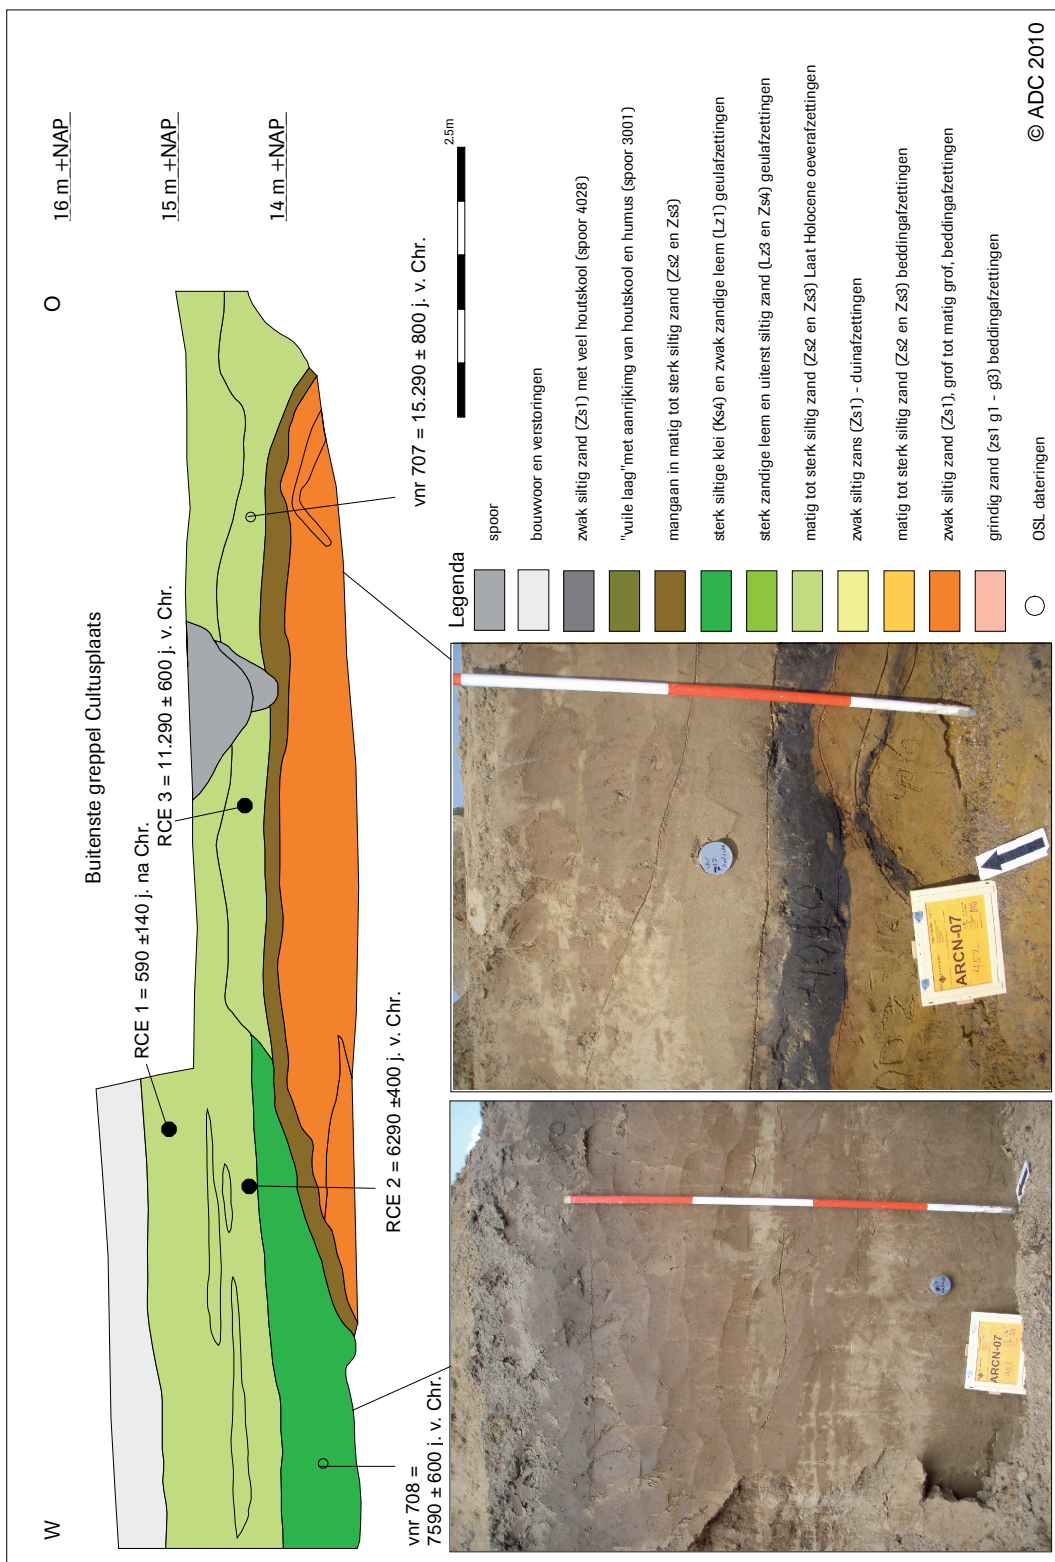 W
O
Buitenste greppel Cultusplaats
16 m +NAP
15 m +NAP
14 m +NAP
RCE 1 = 590 ±140 j. na Chr.
RCE 3 = 11.290 ± 600 j. v. Chr.
RCE 2 = 6290 ±400 j. v. Chr.
vnr 708 =
7590 ± 600 j. v. Chr.
vnr 707 = 15.290 ± 800 j. v. Chr.
2.5m
Legenda
spoor
bouwvoor en verstoringen
zwak siltig zand (Zs1) met veel houtskool (spoor 4028)
"vuile laag"met aanrijking van houtskool en humus (spoor 3001)
mangaan in matig tot sterk siltig zand (Zs2 en Zs3)
sterk siltige klei (Ks4) en zwak zandige leem (Lz1) geulafzettingen
sterk zandige leem en uiterst siltig zand (Lz3 en Zs4) geulafzettingen
matig tot sterk siltig zand (Zs2 en Zs3) Laat Holocene oeverafzettingen
zwak siltig zans (Zs1) - duinafzettingen
matig tot sterk siltig zand (Zs2 en Zs3) beddingafzettingen
zwak siltig zand (Zs1), grof tot matig grof, beddingafzettingen
grindig zand (zs1 g1 - g3) beddingafzettingen
OSL dateringen
ARCN-07
ARCN-07
452
© ADC 2010